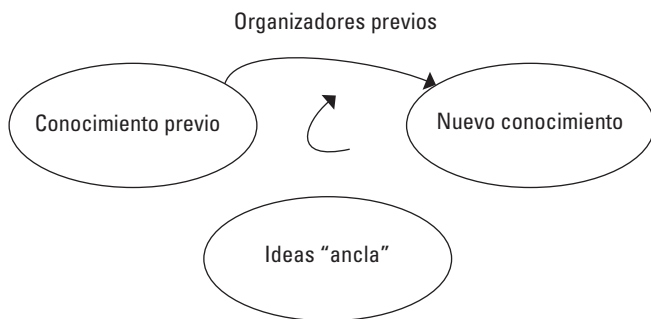 Organizadores previos
Conocimiento previo
Nuevo conocimiento
Ideas “ancla”